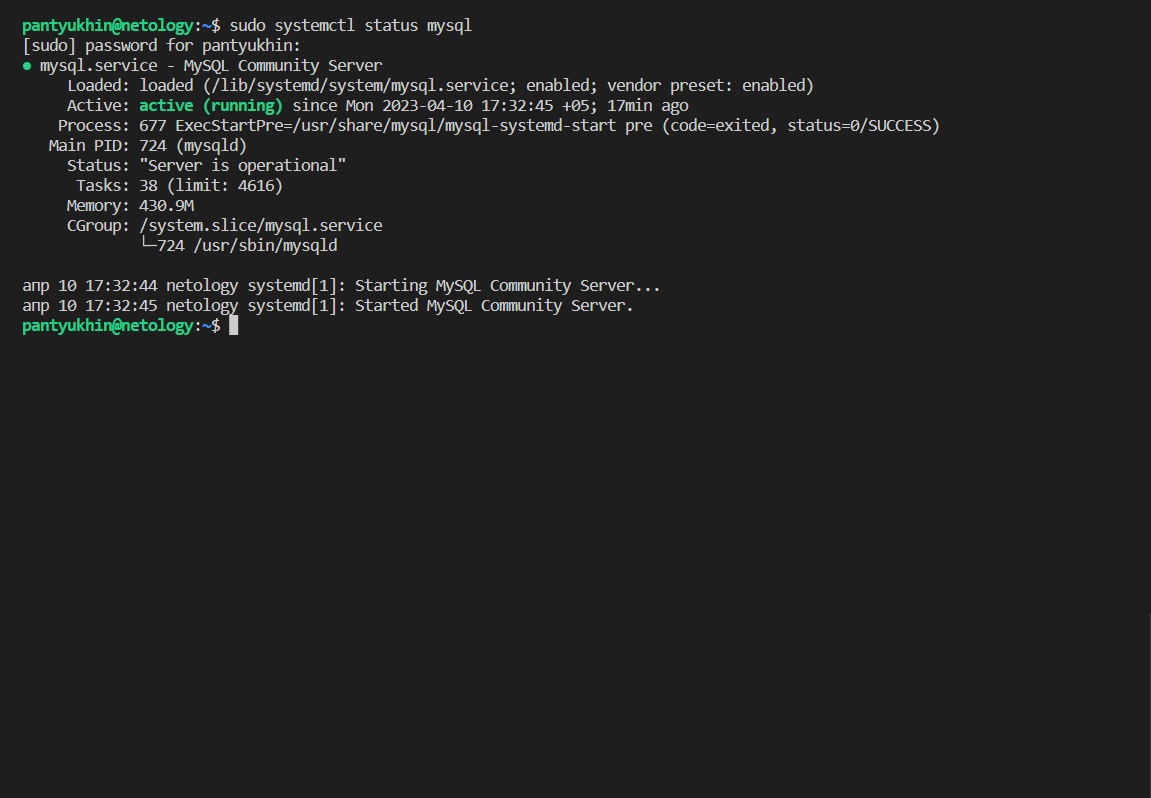 pantyukhin@netology:~$ sudo systemctl status mysql
[sudo] password for pantyukhin:
● mysql.service - MySQL Community Server
Loaded: loaded (/lib/systemd/system/mysql.service; enabled; vendor preset: enabled)
Active: active (running) since Mon 2023-04-10 17:32:45 +05; 17min ago
Process: 677 ExecStartPre=/usr/share/mysql/mysql-systemd-start pre (code=exited, status=0/SUCCESS)
Main PID: 724 (mysqld)
Status: "Server is operational"
Tasks: 38 (limit: 4616)
Memory: 430.9M
CGroup: /system.slice/mysql.service
└─724 /usr/sbin/mysqld
апр 10 17:32:44 netology systemd[1]: Starting MySQL Community Server...
апр 10 17:32:45 netology systemd[1]: Started MySQL Community Server.
pantyukhin@netology:~$